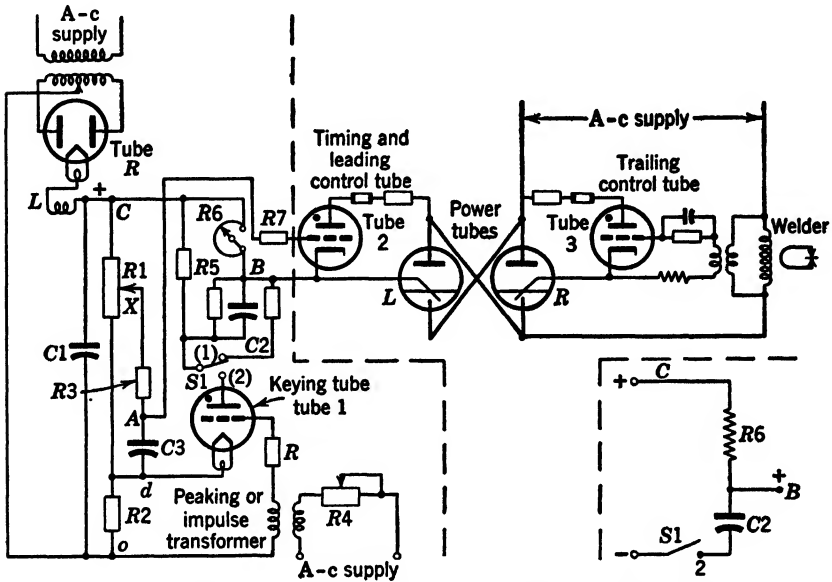 A-c
supply
Tube
R
L
+
C
R1
X
C1
R3
A
C3
d
R2
o
R5
R6
B
C2
(1)
S1
(2)
R7
Timing and
leading
control tube
Tube
2
Keying tube
tube 1
R
Peaking or
impulse
transformer
R4
A-c supply
Power
tubes
L
R
A-c supply
Trailing
control tube
Tube
3
Welder
+
C
R6
+
B
C2
-
S1
2